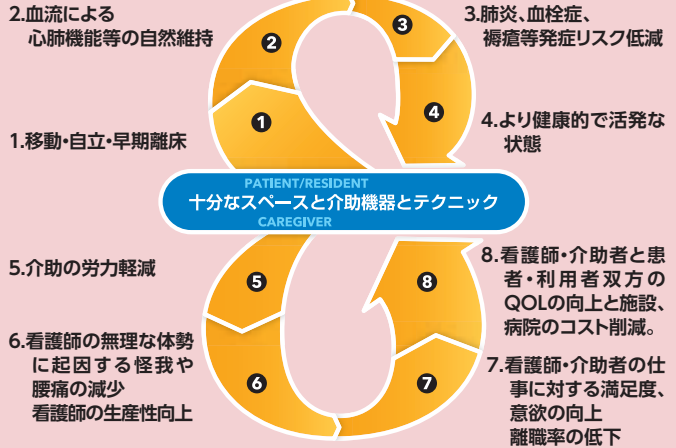 2.血流による
心肺機能等の自然維持
3.肺炎、血栓症、
褥瘡等発症リスク低減
❷
❸
❶
❹
1.移動・自立・早期離床
4.より健康的で活発な
状態
PATIENT/RESIDENT
十分なスペースと介助機器とテクニック
CAREGIVER
5.介助の労力軽減
❺
❽
8.看護師・介助者と患
者・利用者双方の
QOLの向上と施設、
病院のコスト削減。
6.看護師の無理な体勢
に起因する怪我や
腰痛の減少
看護師の生産性向上
❻
❼
7.看護師・介助者の仕
事に対する満足度、
意欲の向上
離職率の低下